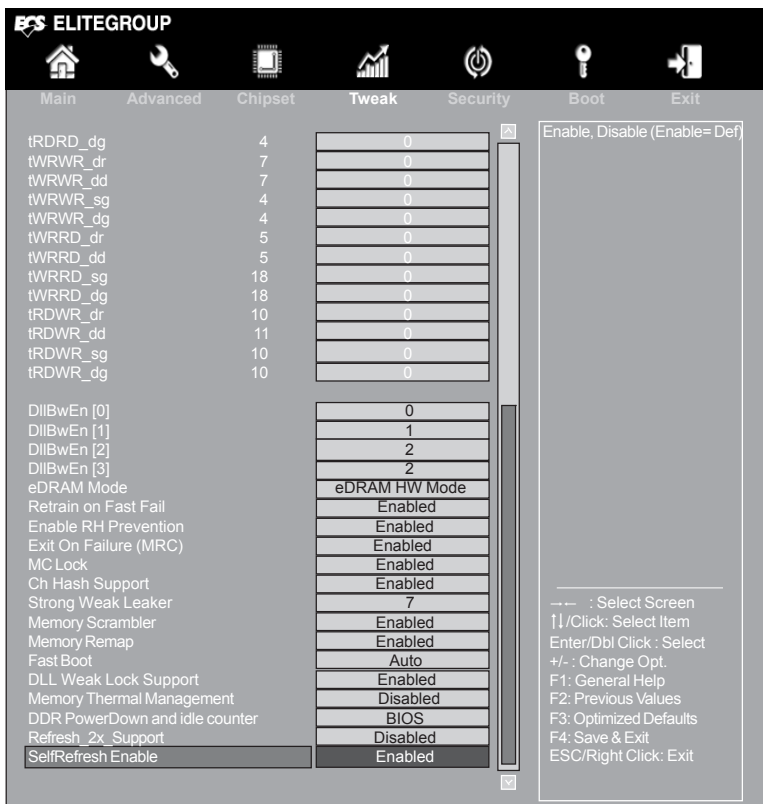 ECS ELITEGROUP
Main Advanced Chipset Tweak Security Boot Exit
tRDRD_dg 4 0
tWRWR_dr 7 0
tWRWR_dd 7 0
tWRWR_sg 4 0
tWRWR_dg 4 0
tWRRD_dr 5 0
tWRRD_dd 5 0
tWRRD_sg 18 0
tWRRD_dg 18 0
tRDWR_dr 10 0
tRDWR_dd 11 0
tRDWR_sg 10 0
tRDWR_dg 10 0
DllBwEn [0] 0
DllBwEn [1] 1
DllBwEn [2] 2
DllBwEn [3] 2
eDRAM Mode eDRAM HW Mode
Retrain on Fast Fail Enabled
Enable RH Prevention Enabled
Exit On Failure (MRC) Enabled
MC Lock Enabled
Ch Hash Support Enabled
Strong Weak Leaker 7
Memory Scrambler Enabled
Memory Remap Enabled
Fast Boot Auto
DLL Weak Lock Support Enabled
Memory Thermal Management Disabled
DDR PowerDown and idle counter BIOS
Refresh_2x_Support Disabled
SelfRefresh Enable Enabled
Enable, Disable (Enable= Def)
→← : Select Screen
↑↓/Click: Select Item
Enter/Dbl Click : Select
+/- : Change Opt.
F1: General Help
F2: Previous Values
F3: Optimized Defaults
F4: Save & Exit
ESC/Right Click: Exit